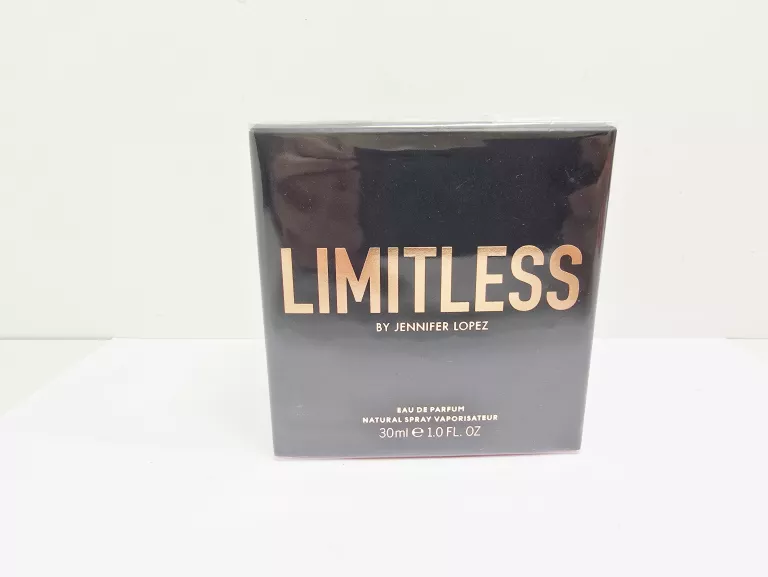 LIMITLESS
BY JENNIFER LOPEZ
EAU DE PARFUM
NATURAL SPRAY VAPORISATEUR
30ml ℮ 1.0 FL. OZ